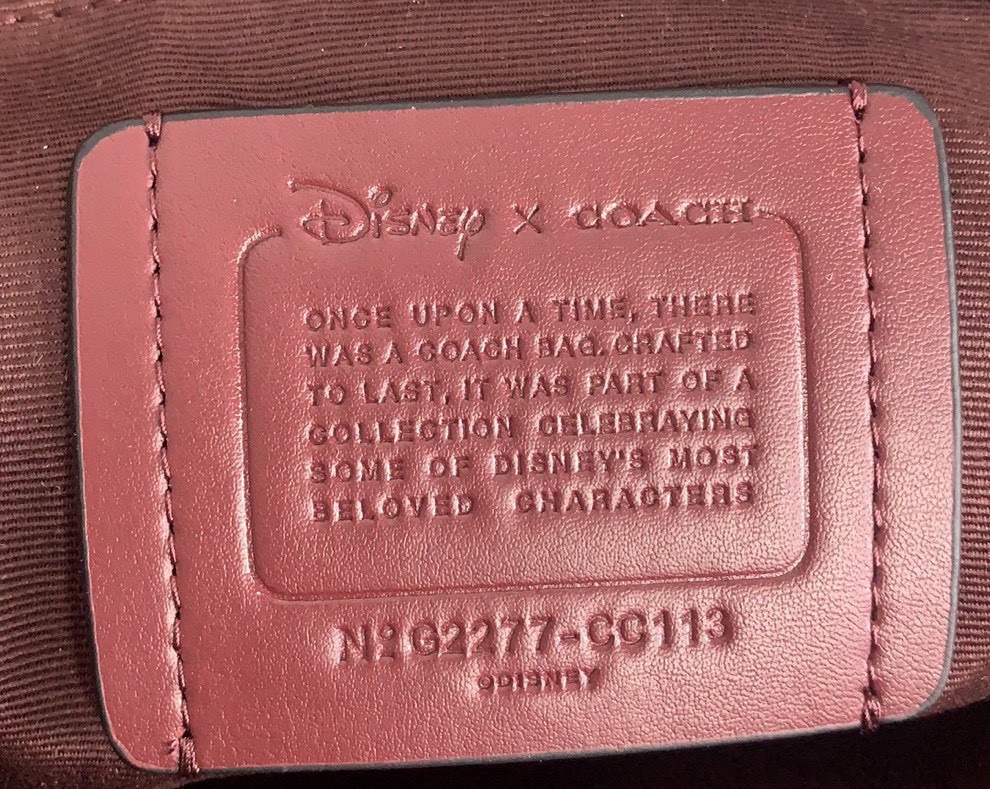 Disney X COACH
ONCE UPON A TIME, THERE
WAS A COACH BAG. CRAFTED
TO LAST, IT WAS PART OF A
COLLECTION CELEBRAYING
SOME OF DISNEY'S MOST
BELOVED CHARACTERS
Nº G2277-CC113
©DISNEY